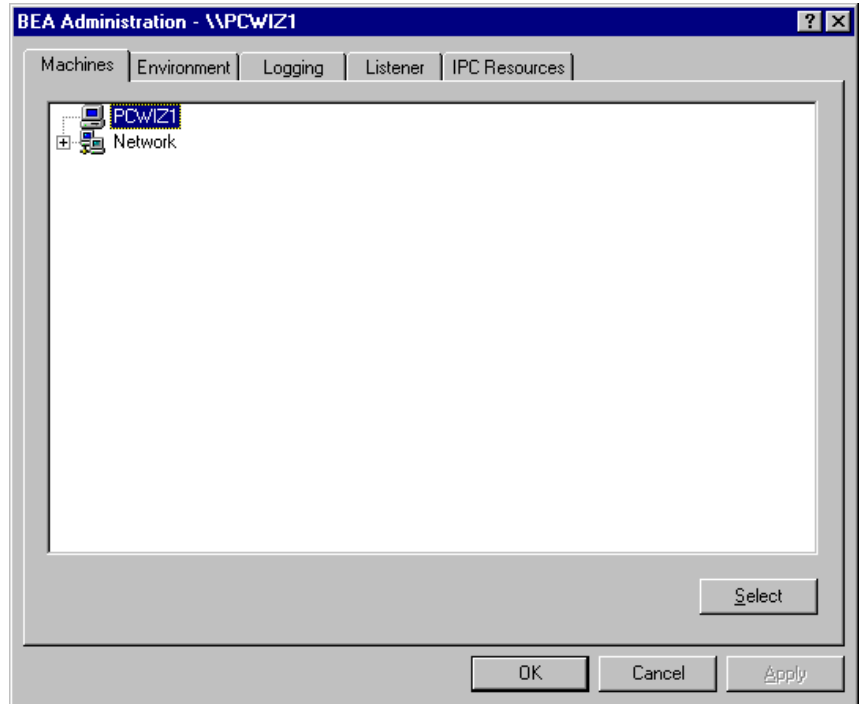 BEA Administration - \\PCWIZ1
Machines Environment Logging Listener IPC Resources
PCWIZ1
Network
Select
OK Cancel Apply